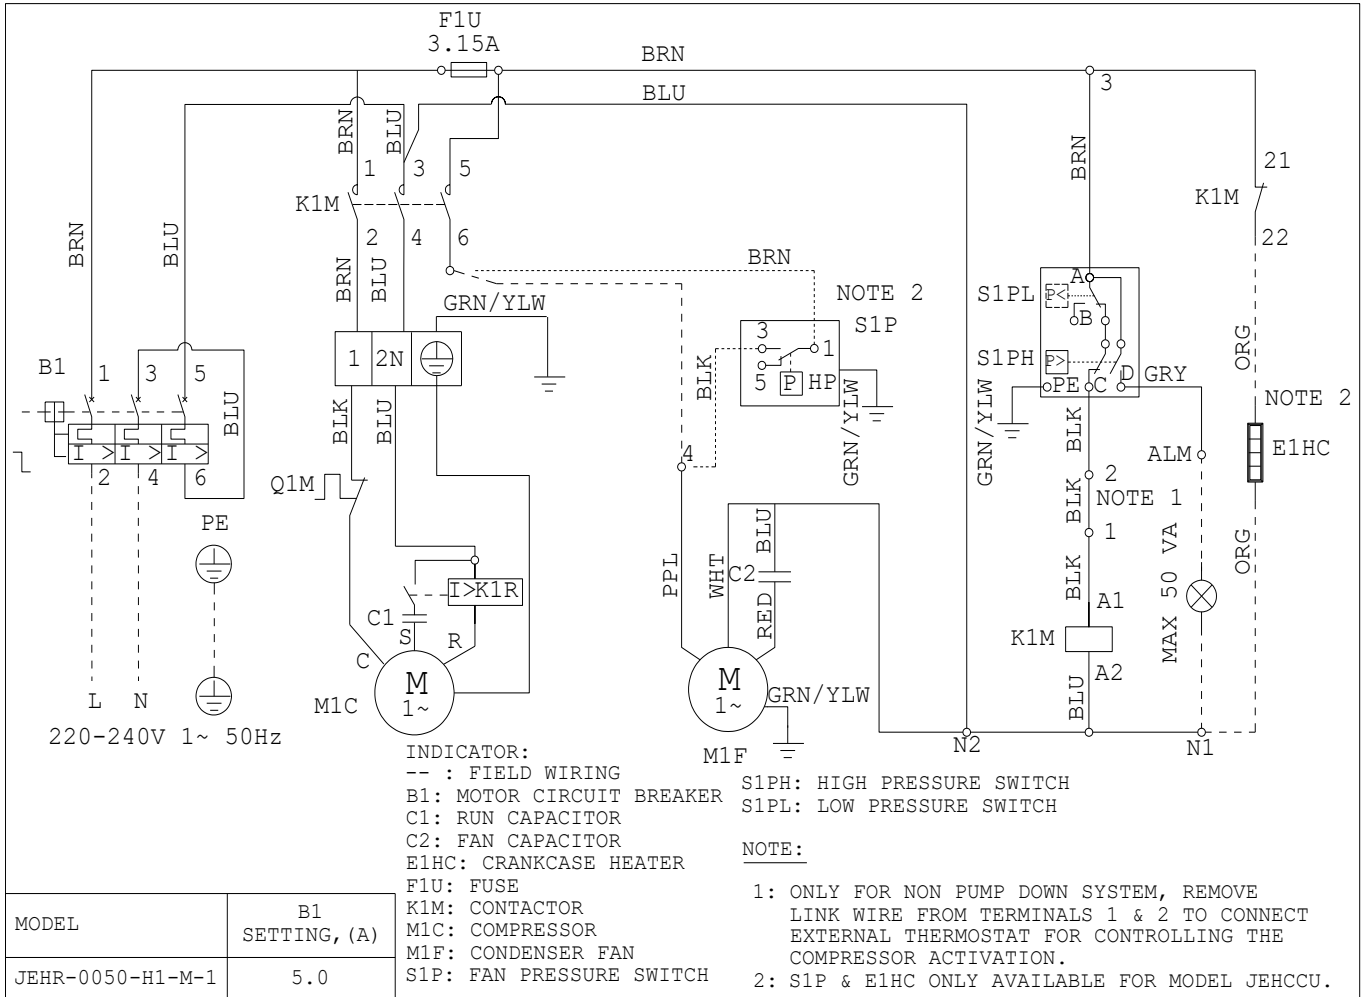 F1U
3.15A
BRN
BLU
3
BRN
BLU
1
3
5
K1M
2
4
6
BRN
BLU
BRN
BLU
GRN/YLW
BRN
NOTE 2
S1P
3
1
5
P
HP
BLK
GRN/YLW
BRN
21
K1M
22
S1PL
P<
A
B
S1PH
P>
PE
C
D
GRY
GRN/YLW
ORG
NOTE 2
E1HC
ORG
B1
1
3
5
BLU
I >
I >
I >
2
4
6
PE
L
N
220-240V 1~ 50Hz
1
2N
BLK
BLU
Q1M
I>K1R
C1
S
R
C
M
1~
M1C
4
PPL
WHT
BLU
C2
RED
M
1~
GRN/YLW
M1F
BLK
2
NOTE 1
BLK
1
BLK
A1
K1M
A2
BLU
ALM
MAX 50 VA
N2
N1
INDICATOR:
-- : FIELD WIRING
B1: MOTOR CIRCUIT BREAKER
C1: RUN CAPACITOR
C2: FAN CAPACITOR
E1HC: CRANKCASE HEATER
F1U: FUSE
K1M: CONTACTOR
M1C: COMPRESSOR
M1F: CONDENSER FAN
S1P: FAN PRESSURE SWITCH
S1PH: HIGH PRESSURE SWITCH
S1PL: LOW PRESSURE SWITCH
NOTE:
1: ONLY FOR NON PUMP DOWN SYSTEM, REMOVE
LINK WIRE FROM TERMINALS 1 & 2 TO CONNECT
EXTERNAL THERMOSTAT FOR CONTROLLING THE
COMPRESSOR ACTIVATION.
2: S1P & E1HC ONLY AVAILABLE FOR MODEL JEHCCU.
MODEL
B1
SETTING,(A)
JEHR-0050-H1-M-1
5.0